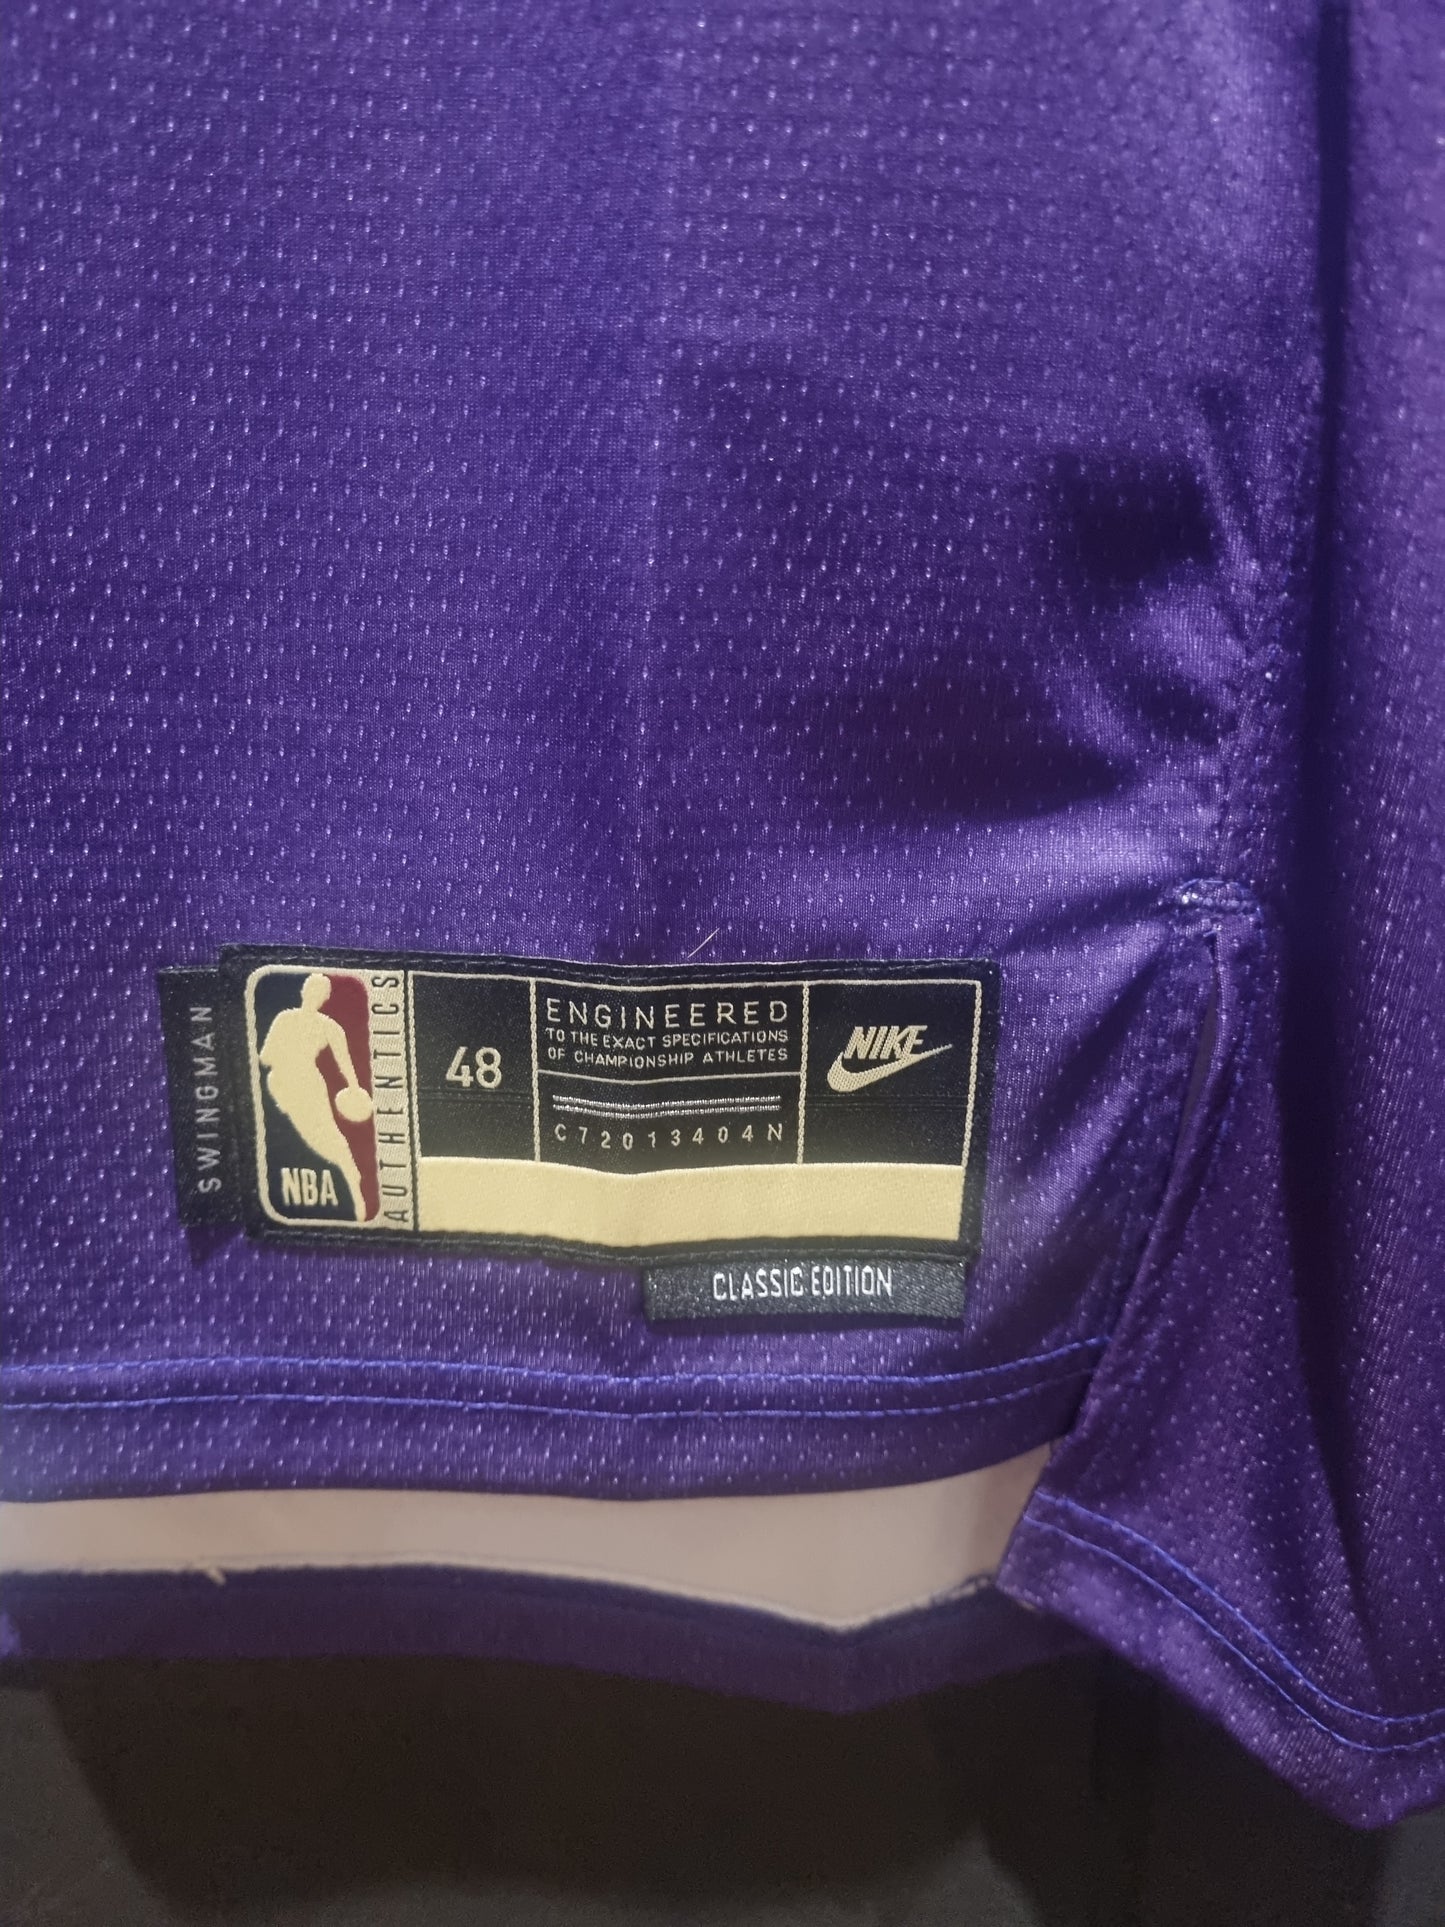 SWINGMAN
NBA
AUTHENTICS
48
ENGINEERED
TO THE EXACT SPECIFICATIONS
OF CHAMPIONSHIP ATHLETES
C72013404N
NIKE
CLASSIC EDITION